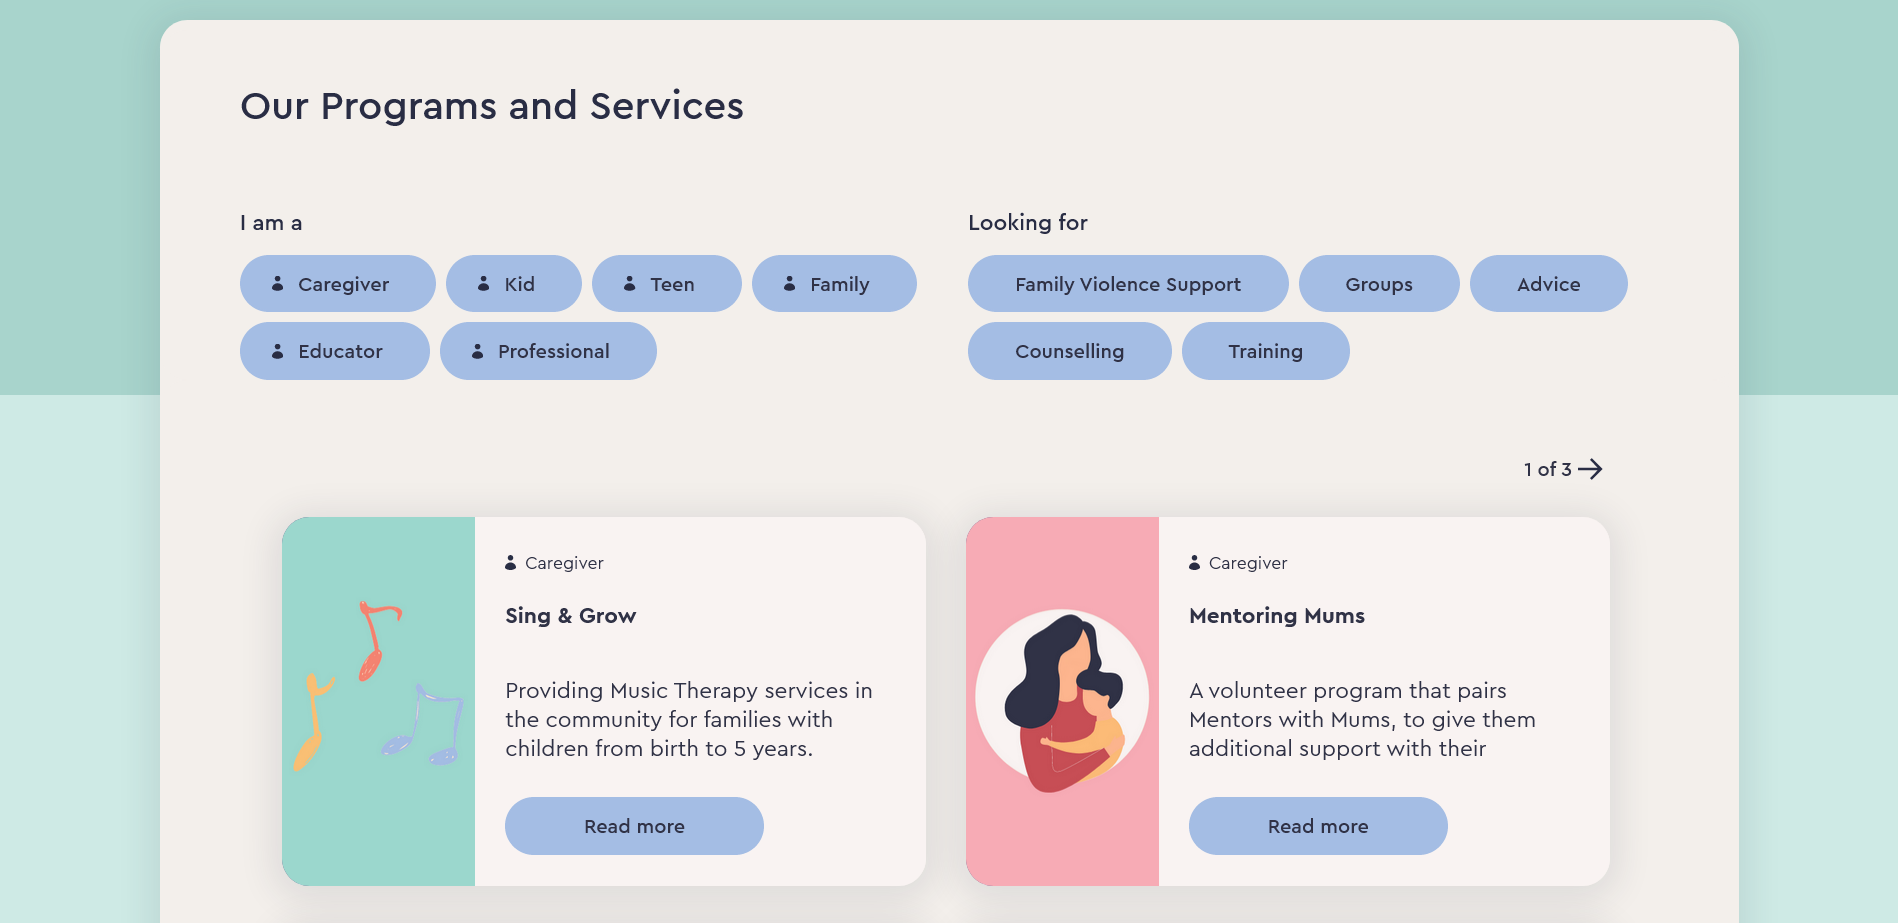 Our Programs and Services
I am a
Caregiver
Kid
Teen
Family
Educator
Professional
Looking for
Family Violence Support
Groups
Advice
Counselling
Training
1 of 3
Caregiver
Sing & Grow
Providing Music Therapy services in
the community for families with
children from birth to 5 years.
Read more
Caregiver
Mentoring Mums
A volunteer program that pairs
Mentors with Mums, to give them
additional support with their
Read more